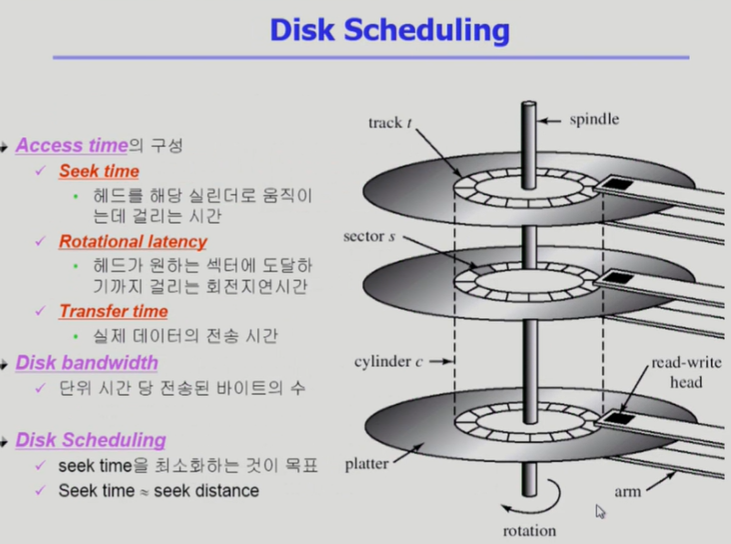 Disk Scheduling
Access time의 구성
Seek time
헤드를 해당 실린더로 움직이
는데 걸리는 시간
Rotational latency
헤드가 원하는 섹터에 도달하
기까지 걸리는 회전지연시간
Transfer time
실제 데이터의 전송 시간
Disk bandwidth
단위 시간 당 전송된 바이트의 수
Disk Scheduling
seek time을 최소화하는 것이 목표
Seek time ≈ seek distance
track t
spindle
sector s
cylinder c
read-write
head
platter
arm
rotation